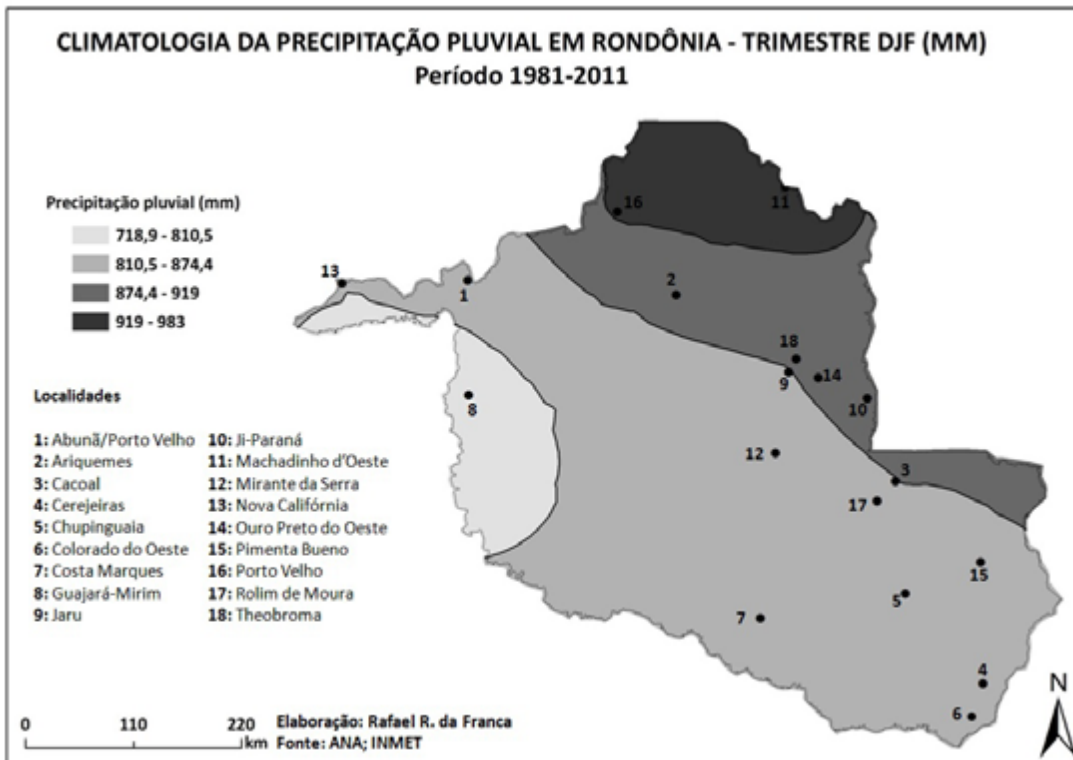 CLIMATOLOGIA DA PRECIPITAÇÃO PLUVIAL EM RONDÔNIA - TRIMESTRE DJF (MM)
Período 1981-2011
Precipitação pluvial (mm)
718,9 - 810,5
810,5 - 874,4
874,4 - 919
919 - 983
Localidades
1: Abunã/Porto Velho 10: Ji-Paraná
2: Ariquemes 11: Machadinho d'Oeste
3: Cacoal 12: Mirante da Serra
4: Cerejeiras 13: Nova Califórnia
5: Chupinguaia 14: Ouro Preto do Oeste
6: Colorado do Oeste 15: Pimenta Bueno
7: Costa Marques 16: Porto Velho
8: Guajará-Mirim 17: Rolim de Moura
9: Jaru 18: Theobroma
16
11
13
1
2
18
9
14
8
10
12
3
17
15
5
7
4
6
N
0 110 220
km
Elaboração: Rafael R. da Franca
Fonte: ANA; INMET